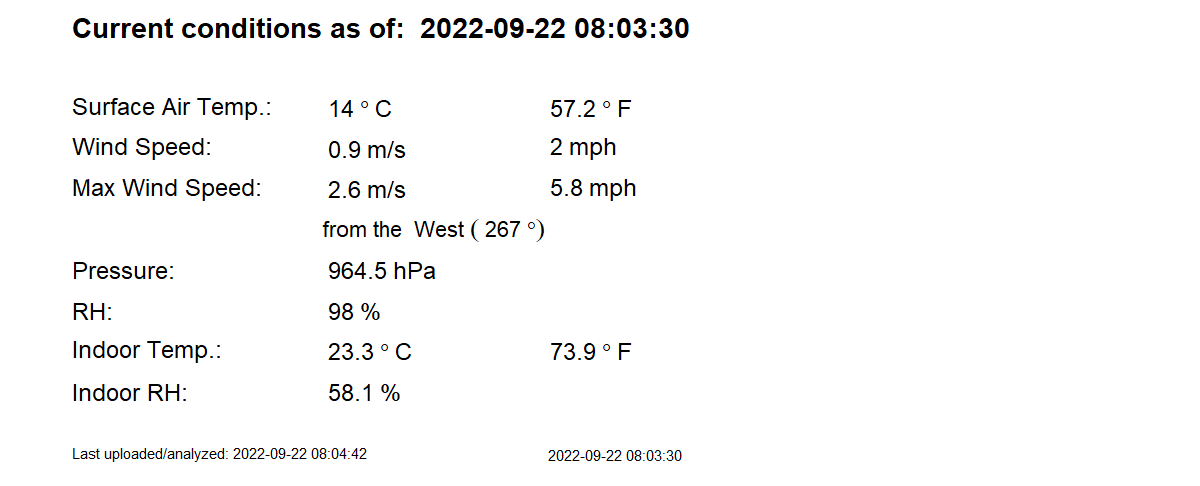 Current conditions as of:  2022-09-22 08:03:30
Surface Air Temp.: 14 ° C 57.2 ° F
Wind Speed: 0.9 m/s 2 mph
Max Wind Speed: 2.6 m/s 5.8 mph
from the  West ( 267 °)
Pressure: 964.5 hPa
RH: 98 %
Indoor Temp.: 23.3 ° C 73.9 ° F
Indoor RH: 58.1 %
Last uploaded/analyzed: 2022-09-22 08:04:42 2022-09-22 08:03:30